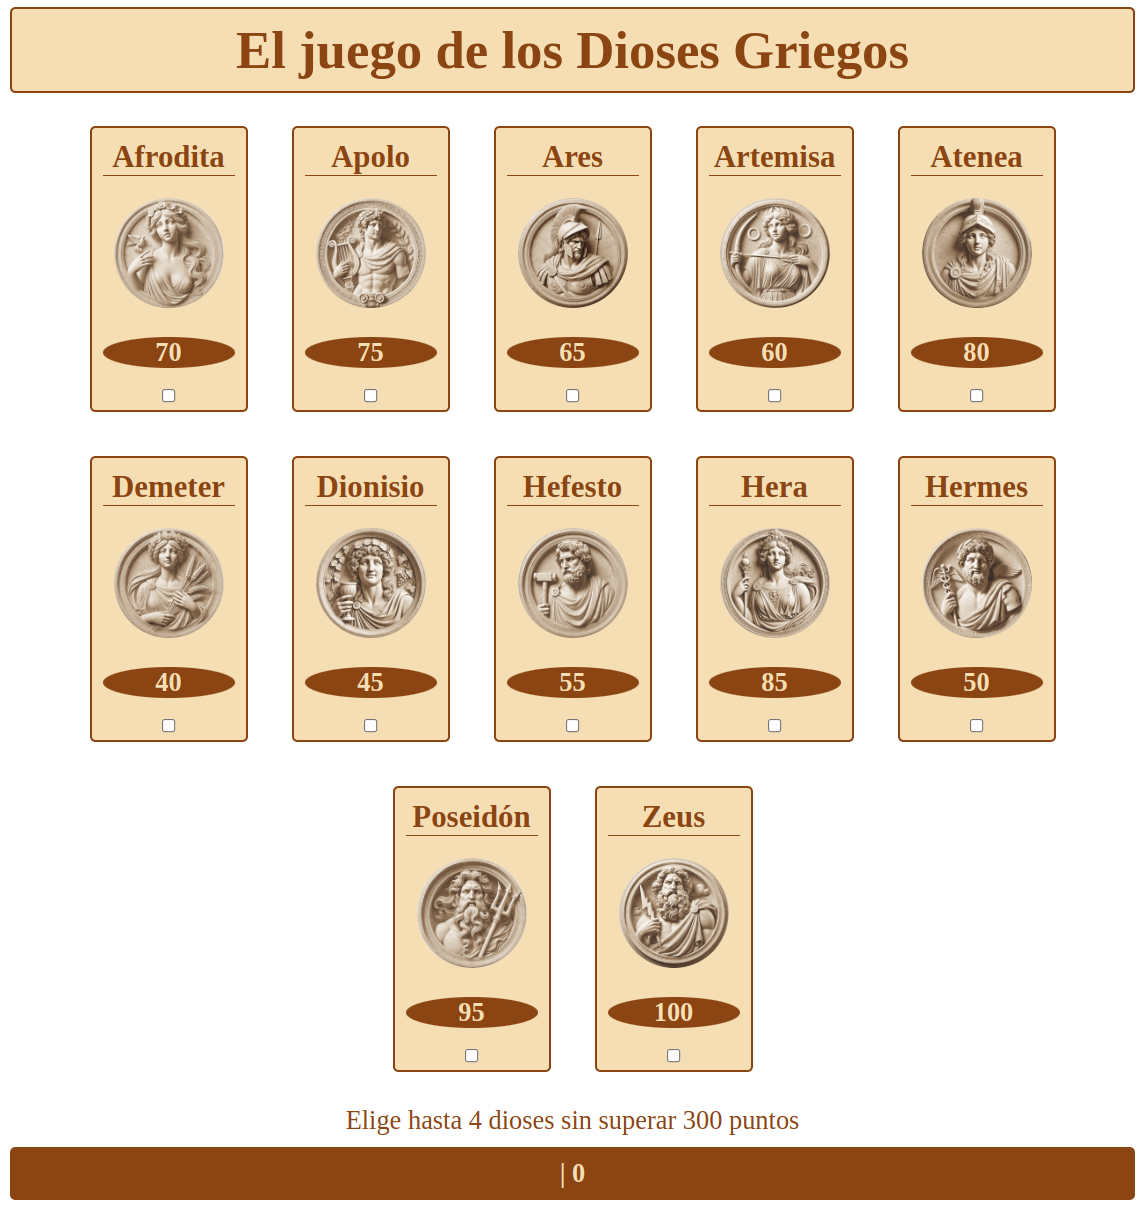 El juego de los Dioses Griegos
Afrodita Apolo Ares Artemisa Atenea
70 75 65 60 80
Demeter Dionisio Hefesto Hera Hermes
40 45 55 85 50
Poseidón Zeus
95 100
Elige hasta 4 dioses sin superar 300 puntos
| 0